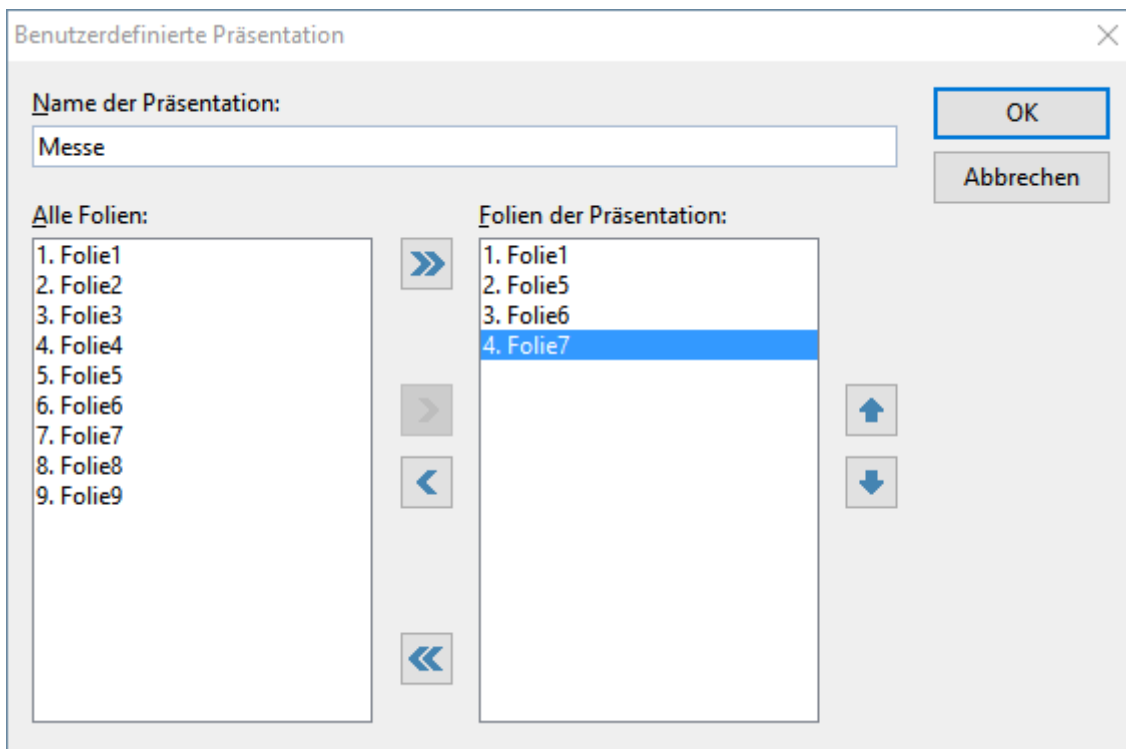 Benutzerdefinierte Präsentation
Name der Präsentation:
Messe
OK
Abbrechen
Alle Folien:
1. Folie1
2. Folie2
3. Folie3
4. Folie4
5. Folie5
6. Folie6
7. Folie7
8. Folie8
9. Folie9
Folien der Präsentation:
1. Folie1
2. Folie5
3. Folie6
4. Folie7